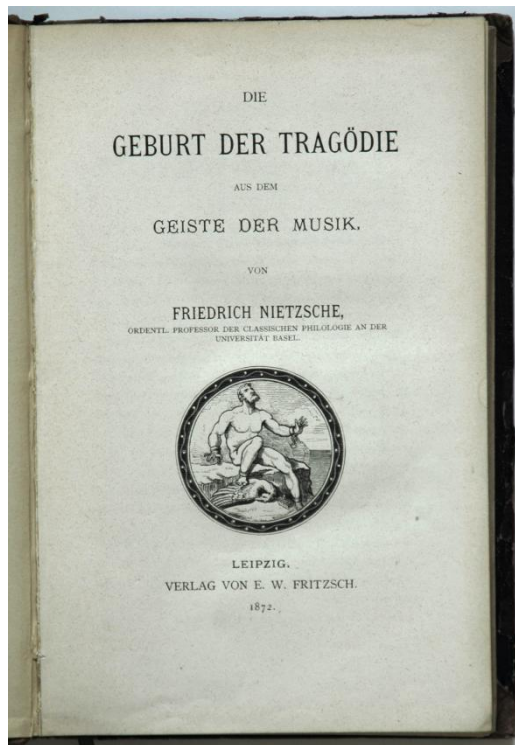 DIE
GEBURT DER TRAGÖDIE
AUS DEM
GEISTE DER MUSIK.
VON
FRIEDRICH NIETZSCHE,
ORDENTL. PROFESSOR DER CLASSISCHEN PHILOLOGIE AN DER
UNIVERSITÄT BASEL.
LEIPZIG.
VERLAG VON E. W. FRITZSCH.
1872.